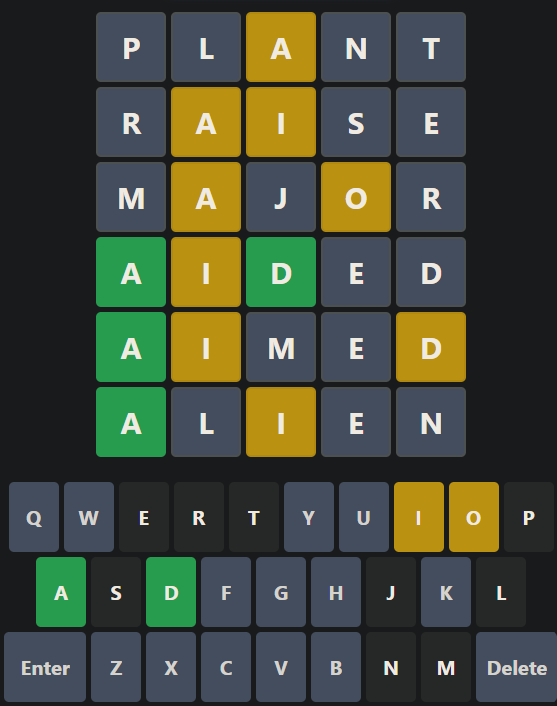 P L A N T
R A I S E
M A J O R
A I D E D
A I M E D
A L I E N
Q W E R T Y U I O P
A S D F G H J K L
Enter Z X C V B N M Delete